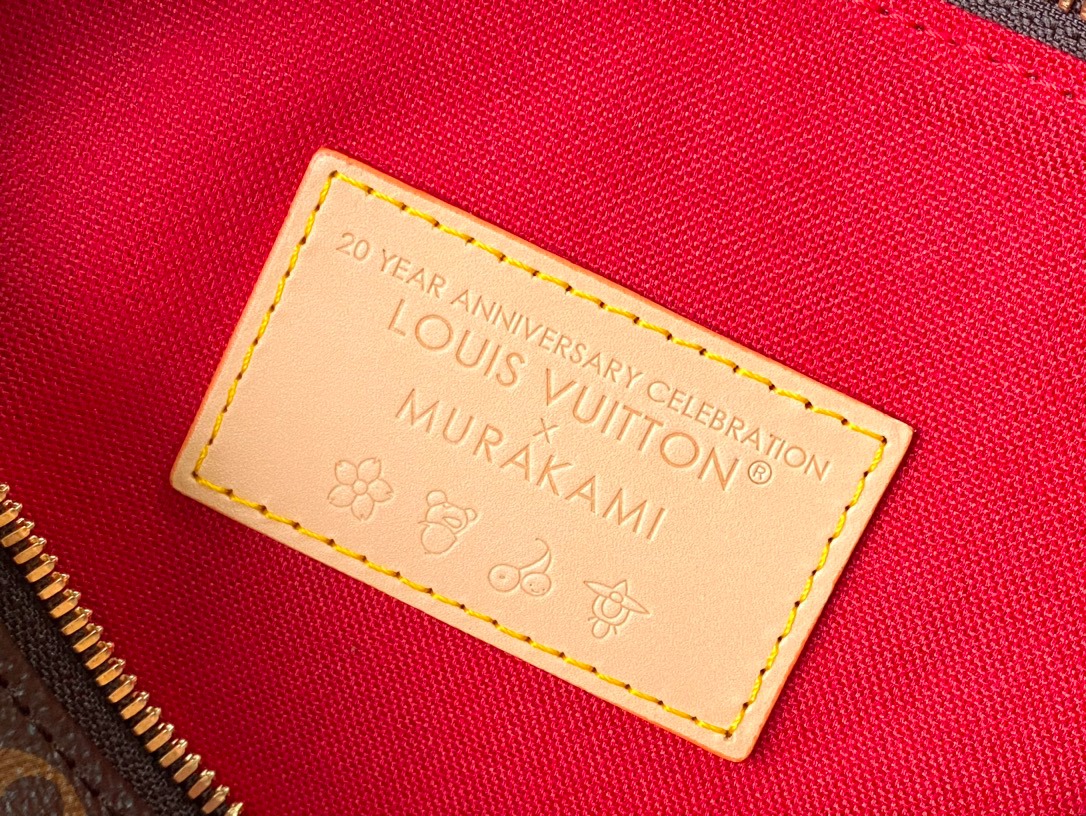 20 YEAR ANNIVERSARY CELEBRATION
LOUIS VUITTON®
x
MURAKAMI